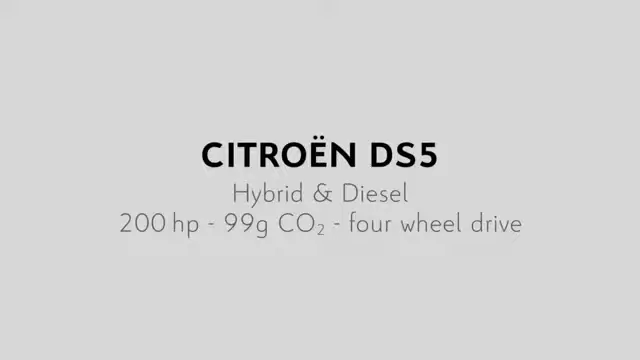 CITROËN DS5
Hybrid & Diesel
200 hp - 99g CO₂ - four wheel drive